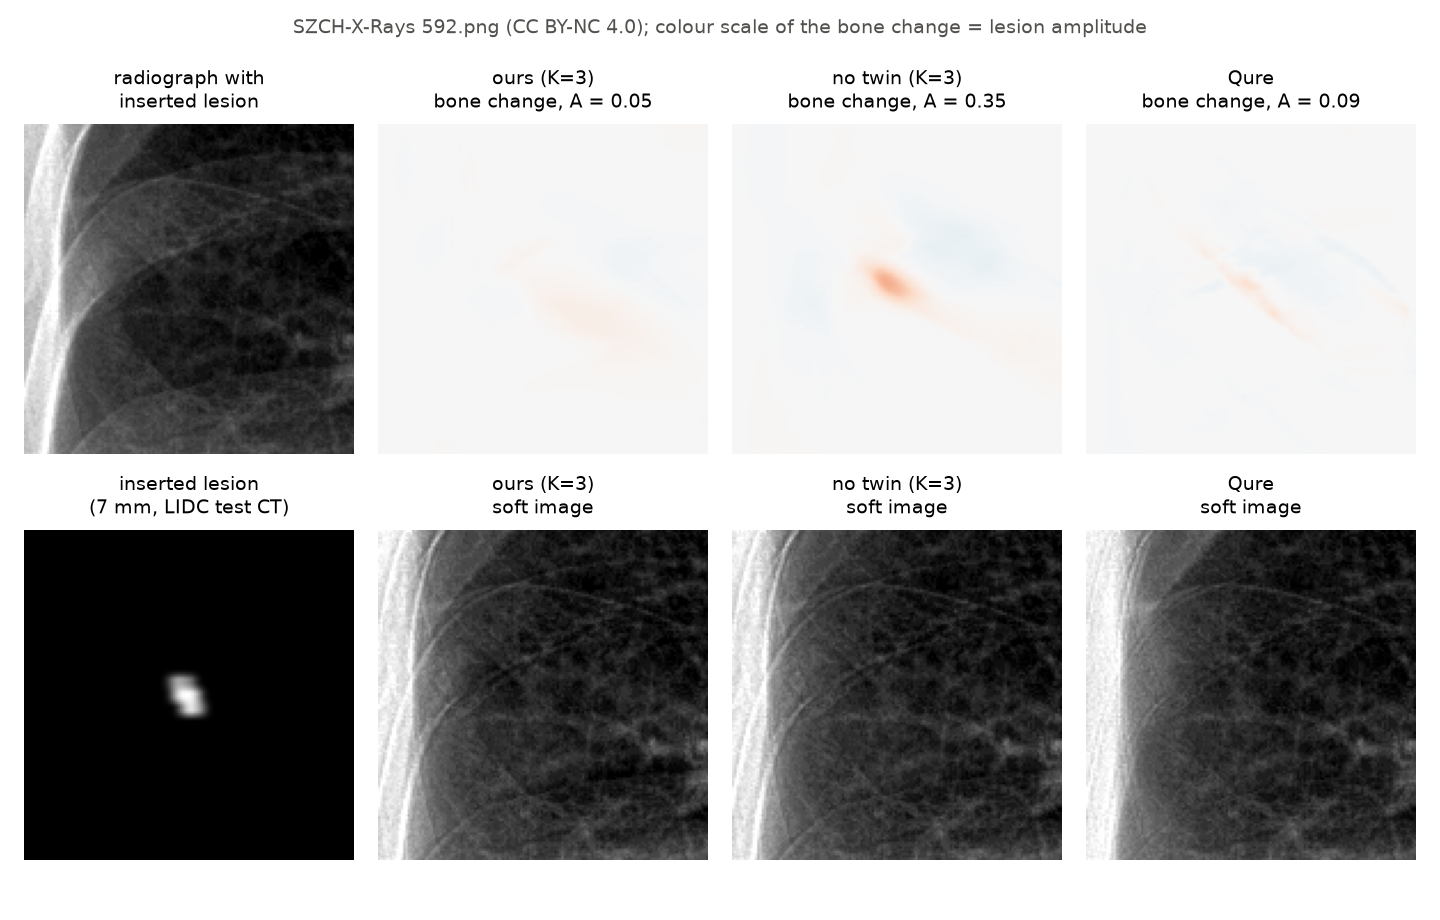 SZCH-X-Rays 592.png (CC BY-NC 4.0); colour scale of the bone change = lesion amplitude
radiograph with
inserted lesion
ours (K=3)
bone change, A = 0.05
no twin (K=3)
bone change, A = 0.35
Qure
bone change, A = 0.09
inserted lesion
(7 mm, LIDC test CT)
ours (K=3)
soft image
no twin (K=3)
soft image
Qure
soft image